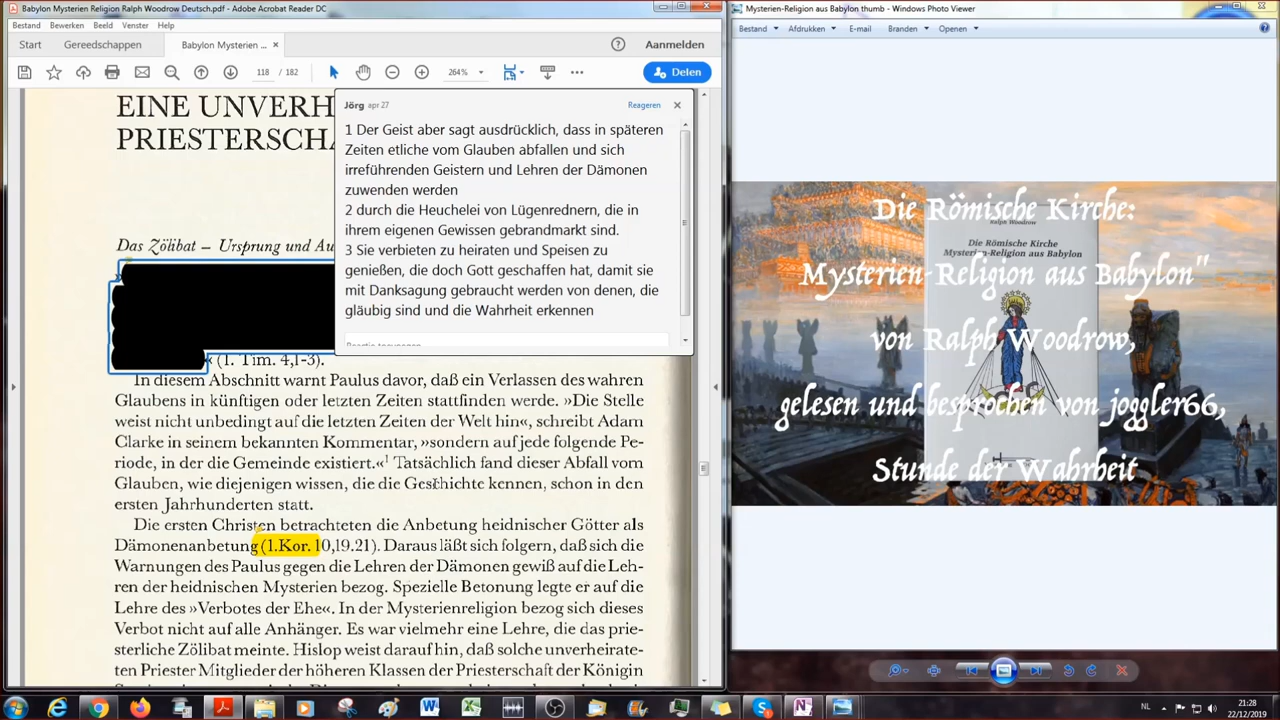 Babylon Mysterien Religion Ralph Woodrow Deutsch.pdf - Adobe Acrobat Reader DC
Bestand Bewerken Beeld Venster Help
Start Gereedschappen Babylon Mysterien ... × Aanmelden
118 / 182 264% Delen
EINE UNVERH
PRIESTERSCHA
Das Zölibat – Ursprung und Au
« (1. Tim. 4,1-3).
In diesem Abschnitt warnt Paulus davor, daß ein Verlassen des wahren
Glaubens in künftigen oder letzten Zeiten stattfinden werde. »Die Stelle
weist nicht unbedingt auf die letzten Zeiten der Welt hin«, schreibt Adam
Clarke in seinem bekannten Kommentar, »sondern auf jede folgende Pe-
riode, in der die Gemeinde existiert.«¹ Tatsächlich fand dieser Abfall vom
Glauben, wie diejenigen wissen, die die Geschichte kennen, schon in den
ersten Jahrhunderten statt.
Die ersten Christen betrachteten die Anbetung heidnischer Götter als
Dämonenanbetung (1.Kor. 10,19.21). Daraus läßt sich folgern, daß sich die
Warnungen des Paulus gegen die Lehren der Dämonen gewiß auf die Leh-
ren der heidnischen Mysterien bezog. Spezielle Betonung legte er auf die
Lehre des »Verbotes der Ehe«. In der Mysterienreligion bezog sich dieses
Verbot nicht auf alle Anhänger. Es war vielmehr eine Lehre, die das prie-
sterliche Zölibat meinte. Hislop weist darauf hin, daß solche unverheirate-
ten Priester Mitglieder der höheren Klassen der Priesterschaft der Königin
Jörg apr 27 Reageren
1 Der Geist aber sagt ausdrücklich, dass in späteren
Zeiten etliche vom Glauben abfallen und sich
irreführenden Geistern und Lehren der Dämonen
zuwenden werden
2 durch die Heuchelei von Lügenrednern, die in
ihrem eigenen Gewissen gebrandmarkt sind.
3 Sie verbieten zu heiraten und Speisen zu
genießen, die doch Gott geschaffen hat, damit sie
mit Danksagung gebraucht werden von denen, die
gläubig sind und die Wahrheit erkennen
Mysterien-Religion aus Babylon thumb - Windows Photo Viewer
Bestand Afdrukken E-mail Branden Openen
Die Römische Kirche:
Mysterien-Religion aus Babylon"
von Ralph Woodrow,
gelesen und besprochen von joggler66,
Stunde der Wahrheit
Ralph Woodrow
Die Römische Kirche
Mysterien-Religion aus Babylon
NL
21:28
22/12/2019